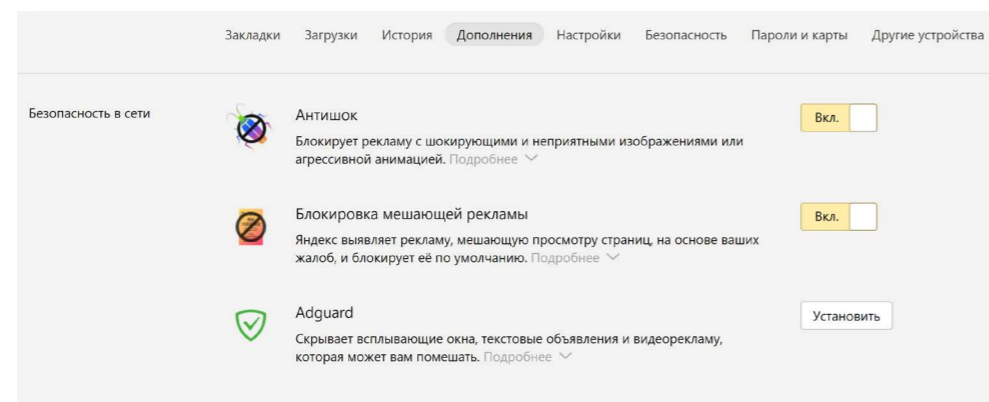 Закладки Загрузки История Дополнения Настройки Безопасность Пароли и карты Другие устройства
Безопасность в сети
Антишок
Вкл.
Блокирует рекламу с шокирующими и неприятными изображениями или
агрессивной анимацией. Подробнее
Блокировка мешающей рекламы
Вкл.
Яндекс выявляет рекламу, мешающую просмотру страниц, на основе ваших
жалоб, и блокирует её по умолчанию. Подробнее
Adguard
Установить
Скрывает всплывающие окна, текстовые объявления и видеорекламу,
которая может вам помешать. Подробнее